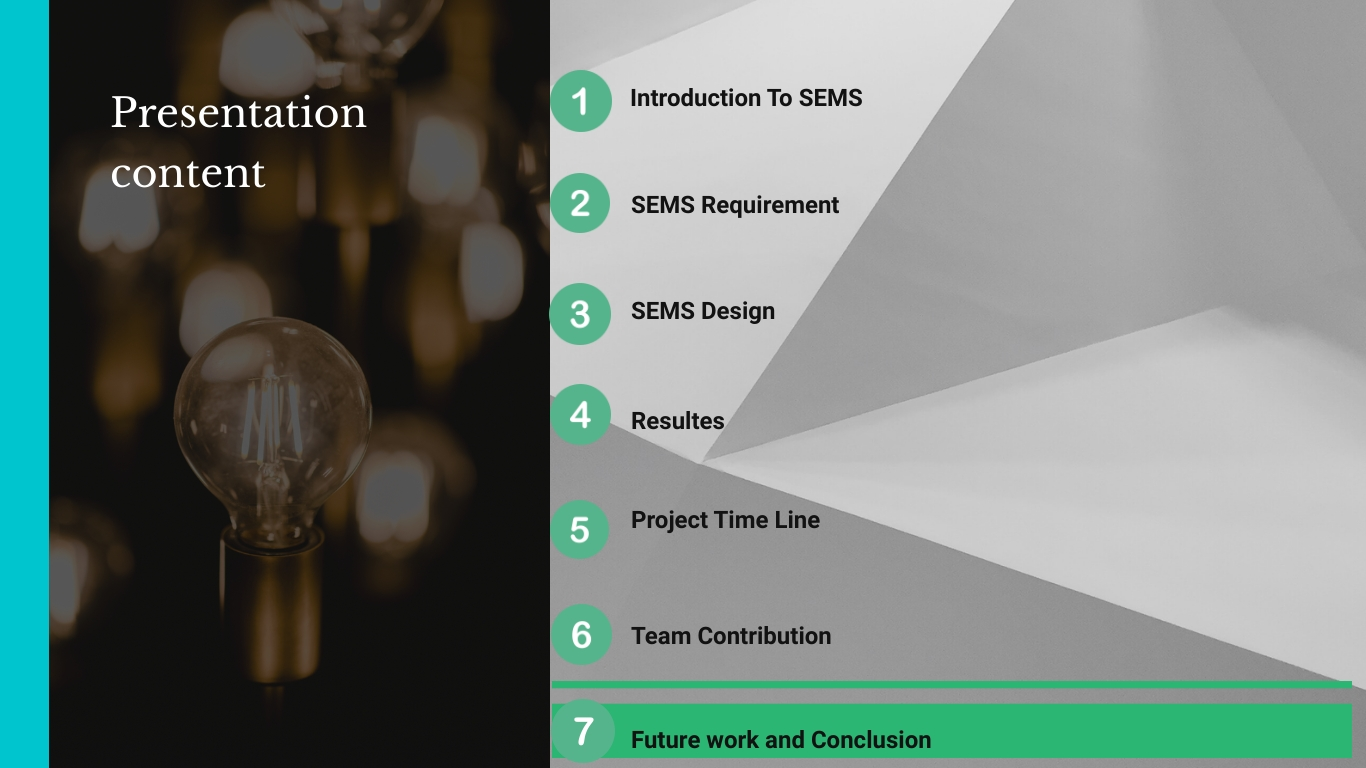 Presentation
content
1 Introduction To SEMS
2 SEMS Requirement
3 SEMS Design
4 Resultes
5 Project Time Line
6 Team Contribution
7 Future work and Conclusion